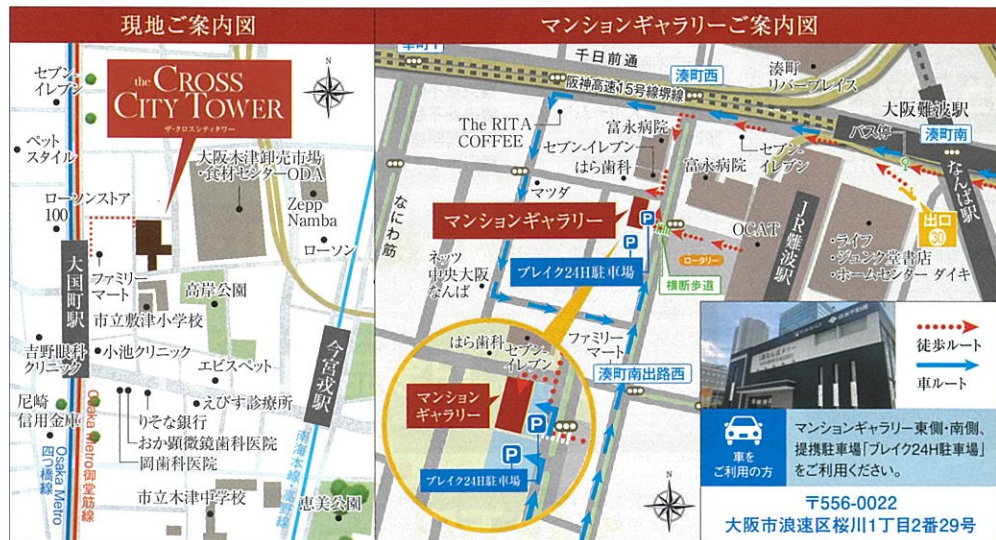 現地ご案内図
セブン-
イレブン
the CROSS
CITY TOWER
ザ・クロスシティタワー
N
ペット
スタイル
大阪木津卸売市場
・食材センターODA
ローソンストア
100
Zepp
Namba
ローソン
大国町駅
ファミリー
マート
高岸公園
市立敷津小学校
吉野眼科
クリニック
小池クリニック
エビスペット
今宮戎駅
尼崎
信用金庫
えびす診療所
りそな銀行
おか顕微鏡歯科医院
岡歯科医院
Osaka Metro
四つ橋線
Osaka Metro御堂筋線
南海本線・高野線
市立木津中学校
恵美公園
マンションギャラリーご案内図
千日前通
湊町西
湊町
リバープレイス
阪神高速15号線堺線
大阪難波駅
バス停
湊町南
なんば駅
The RITA
COFFEE
富永病院
セブン-イレブン
はら歯科
富永病院
セブン-
イレブン
マツダ
なにわ筋
マンションギャラリー
P
P
ブレイク24H駐車場
OCAT
ロータリー
横断歩道
JR難波駅
出口
30
・ライフ
・ジュンク堂書店
・ホームセンター ダイキ
ネッツ
中央大阪
なんば
ファミリー
マート
湊町南出路西
はら歯科
セブン-
イレブン
マンション
ギャラリー
P
P
ブレイク24H駐車場
N
徒歩ルート
車ルート
車を
ご利用の方
マンションギャラリー東側・南側、
提携駐車場「ブレイク24H駐車場」
をご利用ください。
〒556-0022
大阪市浪速区桜川1丁目2番29号